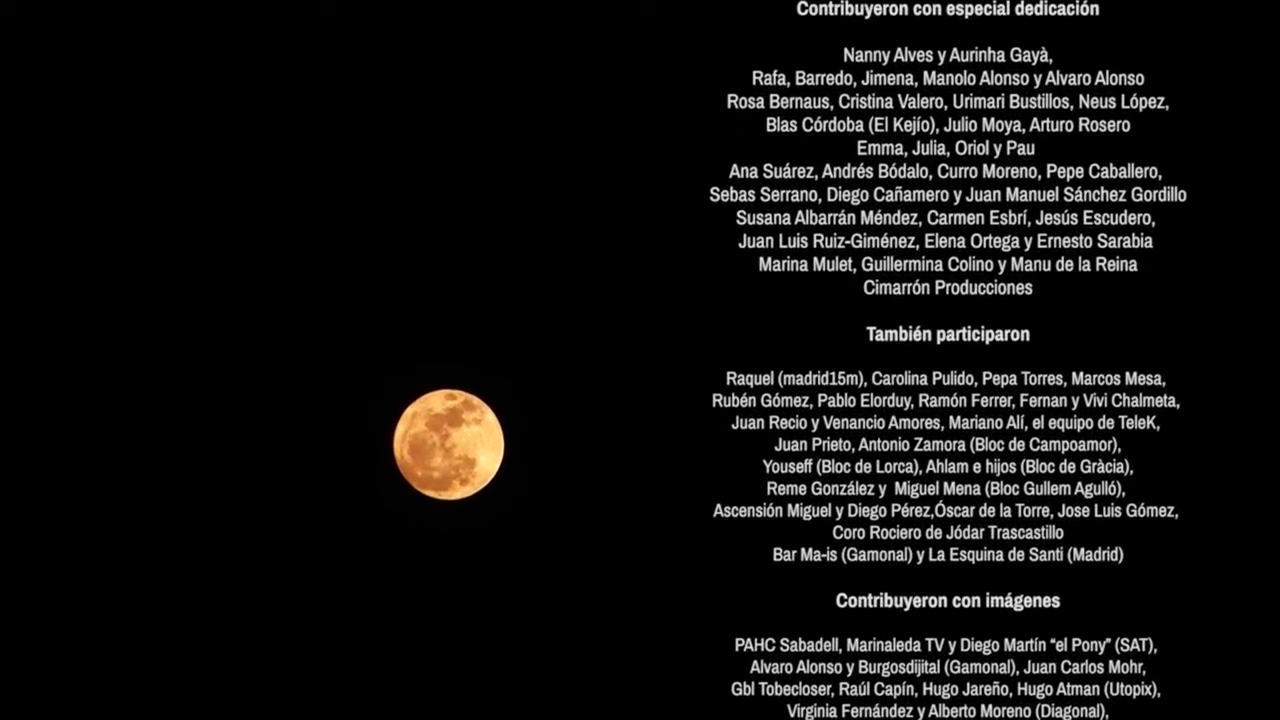 Contribuyeron con especial dedicación
Nanny Alves y Aurinha Gayà,
Rafa, Barredo, Jimena, Manolo Alonso y Alvaro Alonso
Rosa Bernaus, Cristina Valero, Urimari Bustillos, Neus López,
Blas Córdoba (El Kejío), Julio Moya, Arturo Rosero
Emma, Julia, Oriol y Pau
Ana Suárez, Andrés Bódalo, Curro Moreno, Pepe Caballero,
Sebas Serrano, Diego Cañamero y Juan Manuel Sánchez Gordillo
Susana Albarrán Méndez, Carmen Esbrí, Jesús Escudero,
Juan Luis Ruiz-Giménez, Elena Ortega y Ernesto Sarabia
Marina Mulet, Guillermina Colino y Manu de la Reina
Cimarrón Producciones
También participaron
Raquel (madrid15m), Carolina Pulido, Pepa Torres, Marcos Mesa,
Rubén Gómez, Pablo Elorduy, Ramón Ferrer, Fernan y Vivi Chalmeta,
Juan Recio y Venancio Amores, Mariano Alí, el equipo de TeleK,
Juan Prieto, Antonio Zamora (Bloc de Campoamor),
Youseff (Bloc de Lorca), Ahlam e hijos (Bloc de Gràcia),
Reme González y  Miguel Mena (Bloc Gullem Agulló),
Ascensión Miguel y Diego Pérez,Óscar de la Torre, Jose Luis Gómez,
Coro Rociero de Jódar Trascastillo
Bar Ma-is (Gamonal) y La Esquina de Santi (Madrid)
Contribuyeron con imágenes
PAHC Sabadell, Marinaleda TV y Diego Martín “el Pony” (SAT),
Alvaro Alonso y Burgosdijital (Gamonal), Juan Carlos Mohr,
Gbl Tobecloser, Raúl Capín, Hugo Jareño, Hugo Atman (Utopix),
Virginia Fernández y Alberto Moreno (Diagonal),